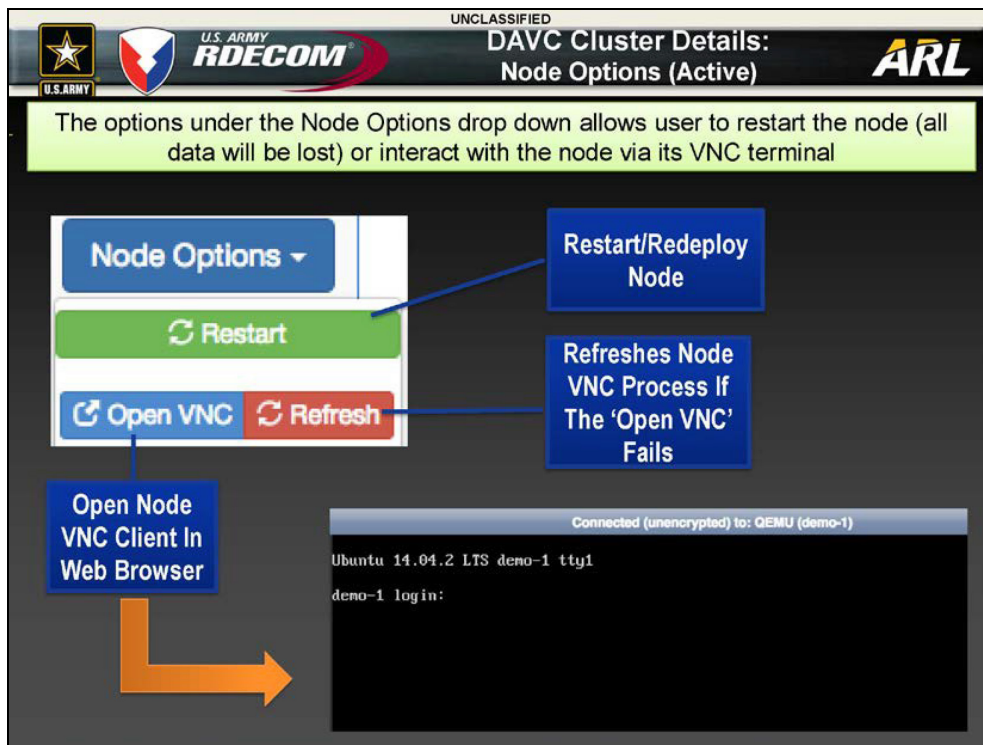 UNCLASSIFIED
U.S.ARMY
U.S. ARMY
RDECOM®
DAVC Cluster Details:
Node Options (Active)
ARL
The options under the Node Options drop down allows user to restart the node (all
data will be lost) or interact with the node via its VNC terminal
Node Options
Restart
Open VNC
Refresh
Restart/Redeploy
Node
Refreshes Node
VNC Process If
The ‘Open VNC’
Fails
Open Node
VNC Client In
Web Browser
Connected (unencrypted) to: QEMU (demo-1)
Ubuntu 14.04.2 LTS demo-1 tty1
demo-1 login: